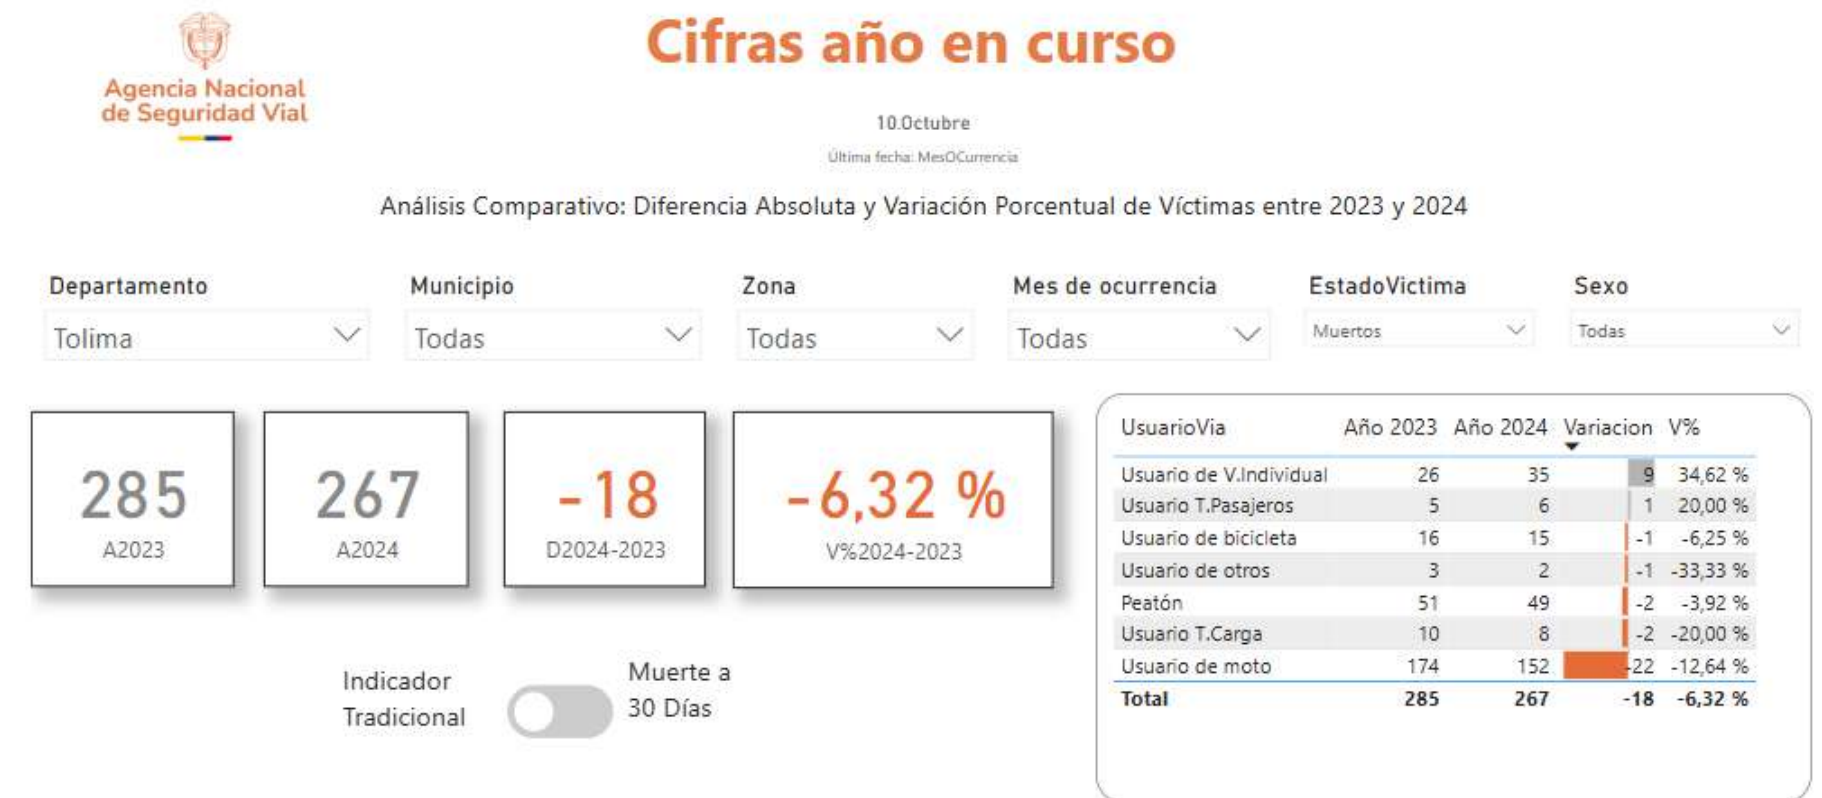 Cifras año en curso
Agencia Nacional
de Seguridad Vial
10.Octubre
Última fecha: MesOCurrencia
Análisis Comparativo: Diferencia Absoluta y Variación Porcentual de Víctimas entre 2023 y 2024
Departamento Municipio Zona Mes de ocurrencia EstadoVictima Sexo
Tolima Todas Todas Todas Muertos Todas
285
A2023
267
A2024
-18
D2024-2023
-6,32 %
V%2024-2023
UsuarioVia Año 2023 Año 2024 Variacion V%
Usuario de V.Individual 26 35 9 34,62 %
Usuario T.Pasajeros 5 6 1 20,00 %
Usuario de bicicleta 16 15 -1 -6,25 %
Usuario de otros 3 2 -1 -33,33 %
Peatón 51 49 -2 -3,92 %
Usuario T.Carga 10 8 -2 -20,00 %
Usuario de moto 174 152 -22 -12,64 %
Total 285 267 -18 -6,32 %
Indicador
Tradicional
Muerte a
30 Días